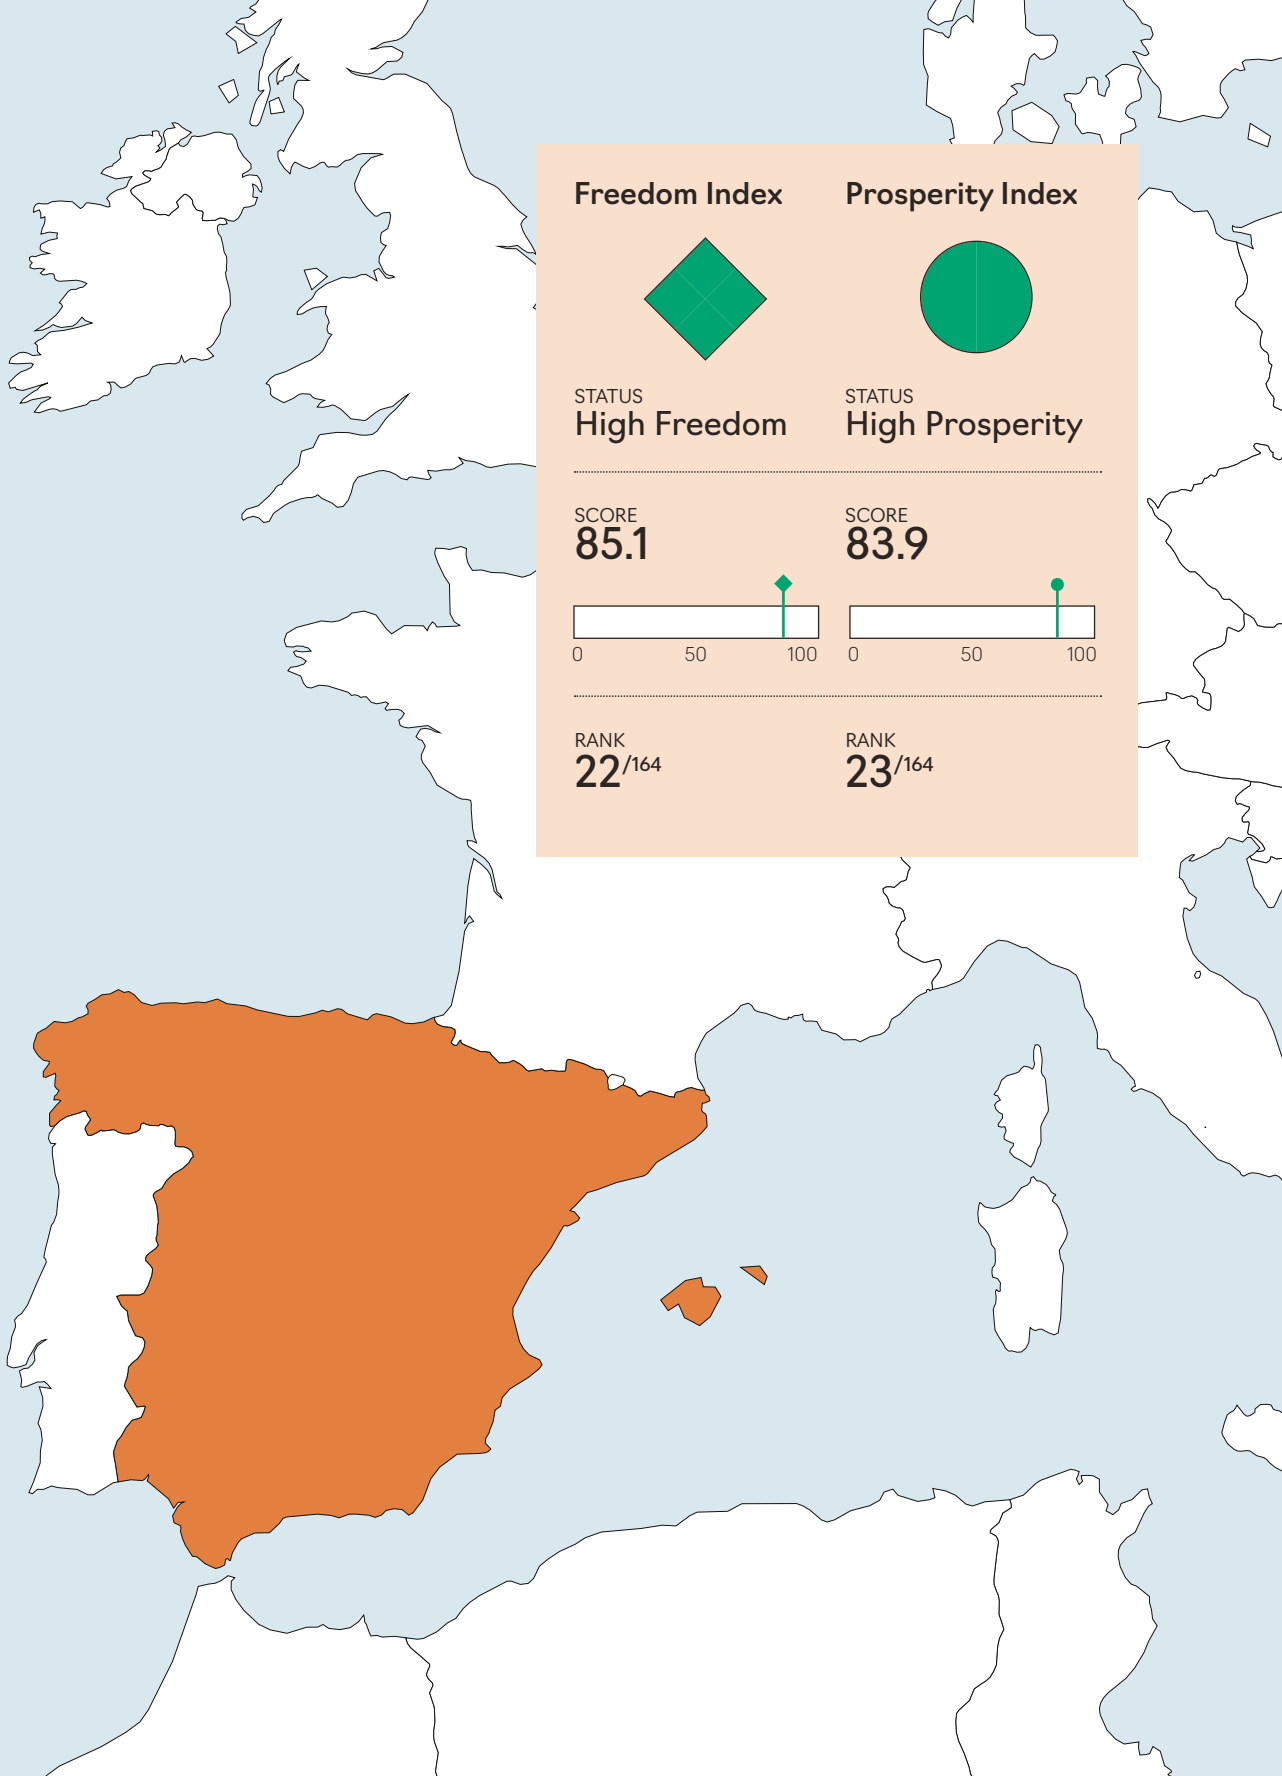 Freedom Index
STATUS
High Freedom
SCORE
85.1
0 50 100
RANK
22/164
Prosperity Index
STATUS
High Prosperity
SCORE
83.9
0 50 100
RANK
23/164